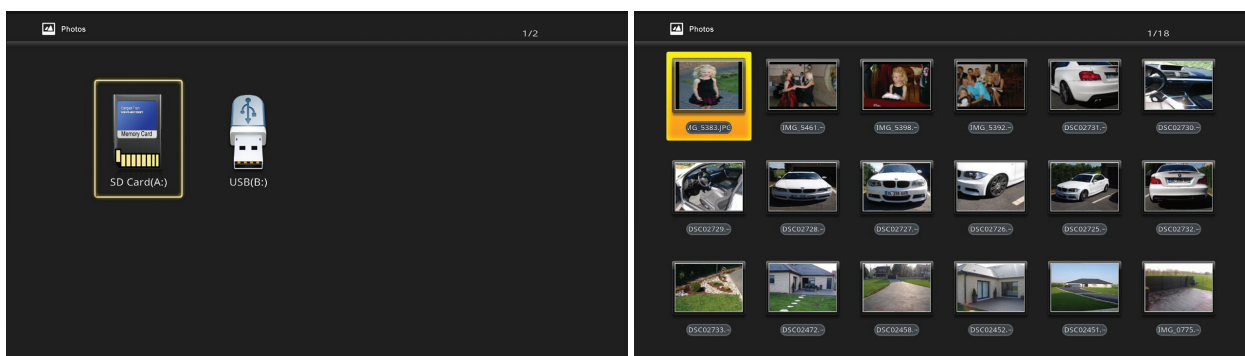 Photos
1/2
Memory Card
SD Card(A:)
USB(B:)
Photos
1/18
MG_5383.JPG
IMG_5461.~
IMG_5398.~
IMG_5392.~
DSC02731.~
DSC02730.~
DSC02729.~
DSC02728.~
DSC02727.~
DSC02726.~
DSC02725.~
DSC02732.~
DSC02733.~
DSC02472.~
DSC02458.~
DSC02452.~
DSC02451.~
IMG_0775.~